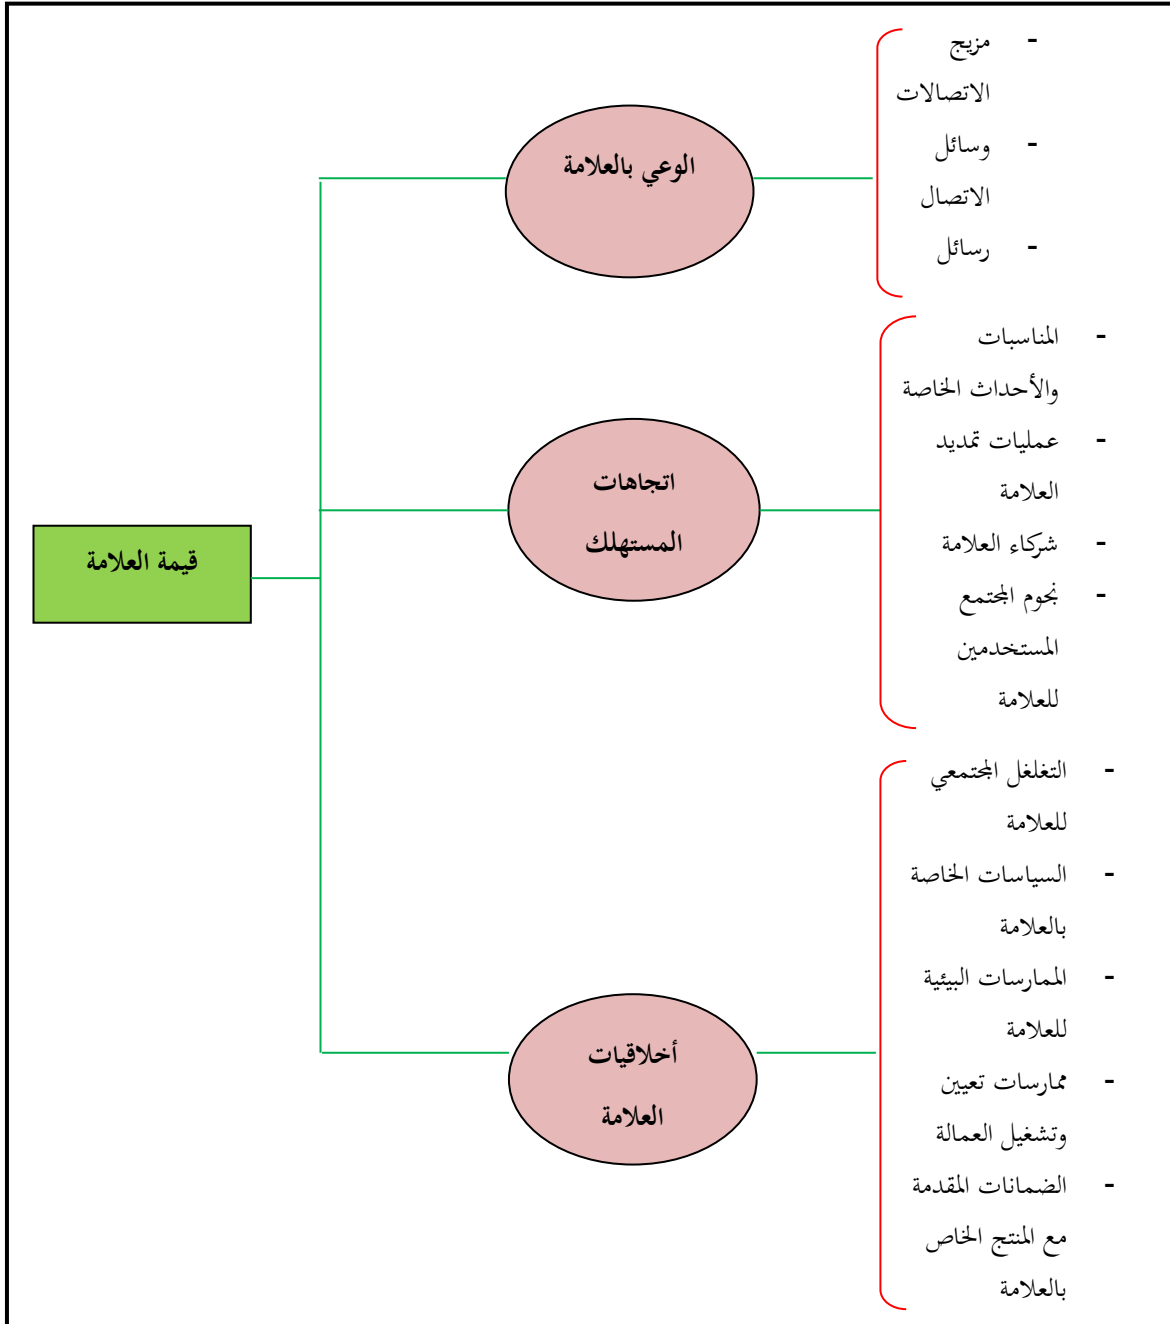 - مزيج
الاتصالات
- وسائل
الاتصال
- رسائل
الوعي بالعلامة
- المناسبات
والأحداث الخاصة
- عمليات تمديد
العلامة
- شركاء العلامة
- نجوم المجتمع
المستخدمين
للعلامة
اتجاهات
المستهلك
قيمة العلامة
- التغلغل المجتمعي
للعلامة
- السياسات الخاصة
بالعلامة
- الممارسات البيئية
للعلامة
- ممارسات تعيين
وتشغيل العمالة
- الضمانات المقدمة
مع المنتج الخاص
بالعلامة
أخلاقيات
العلامة